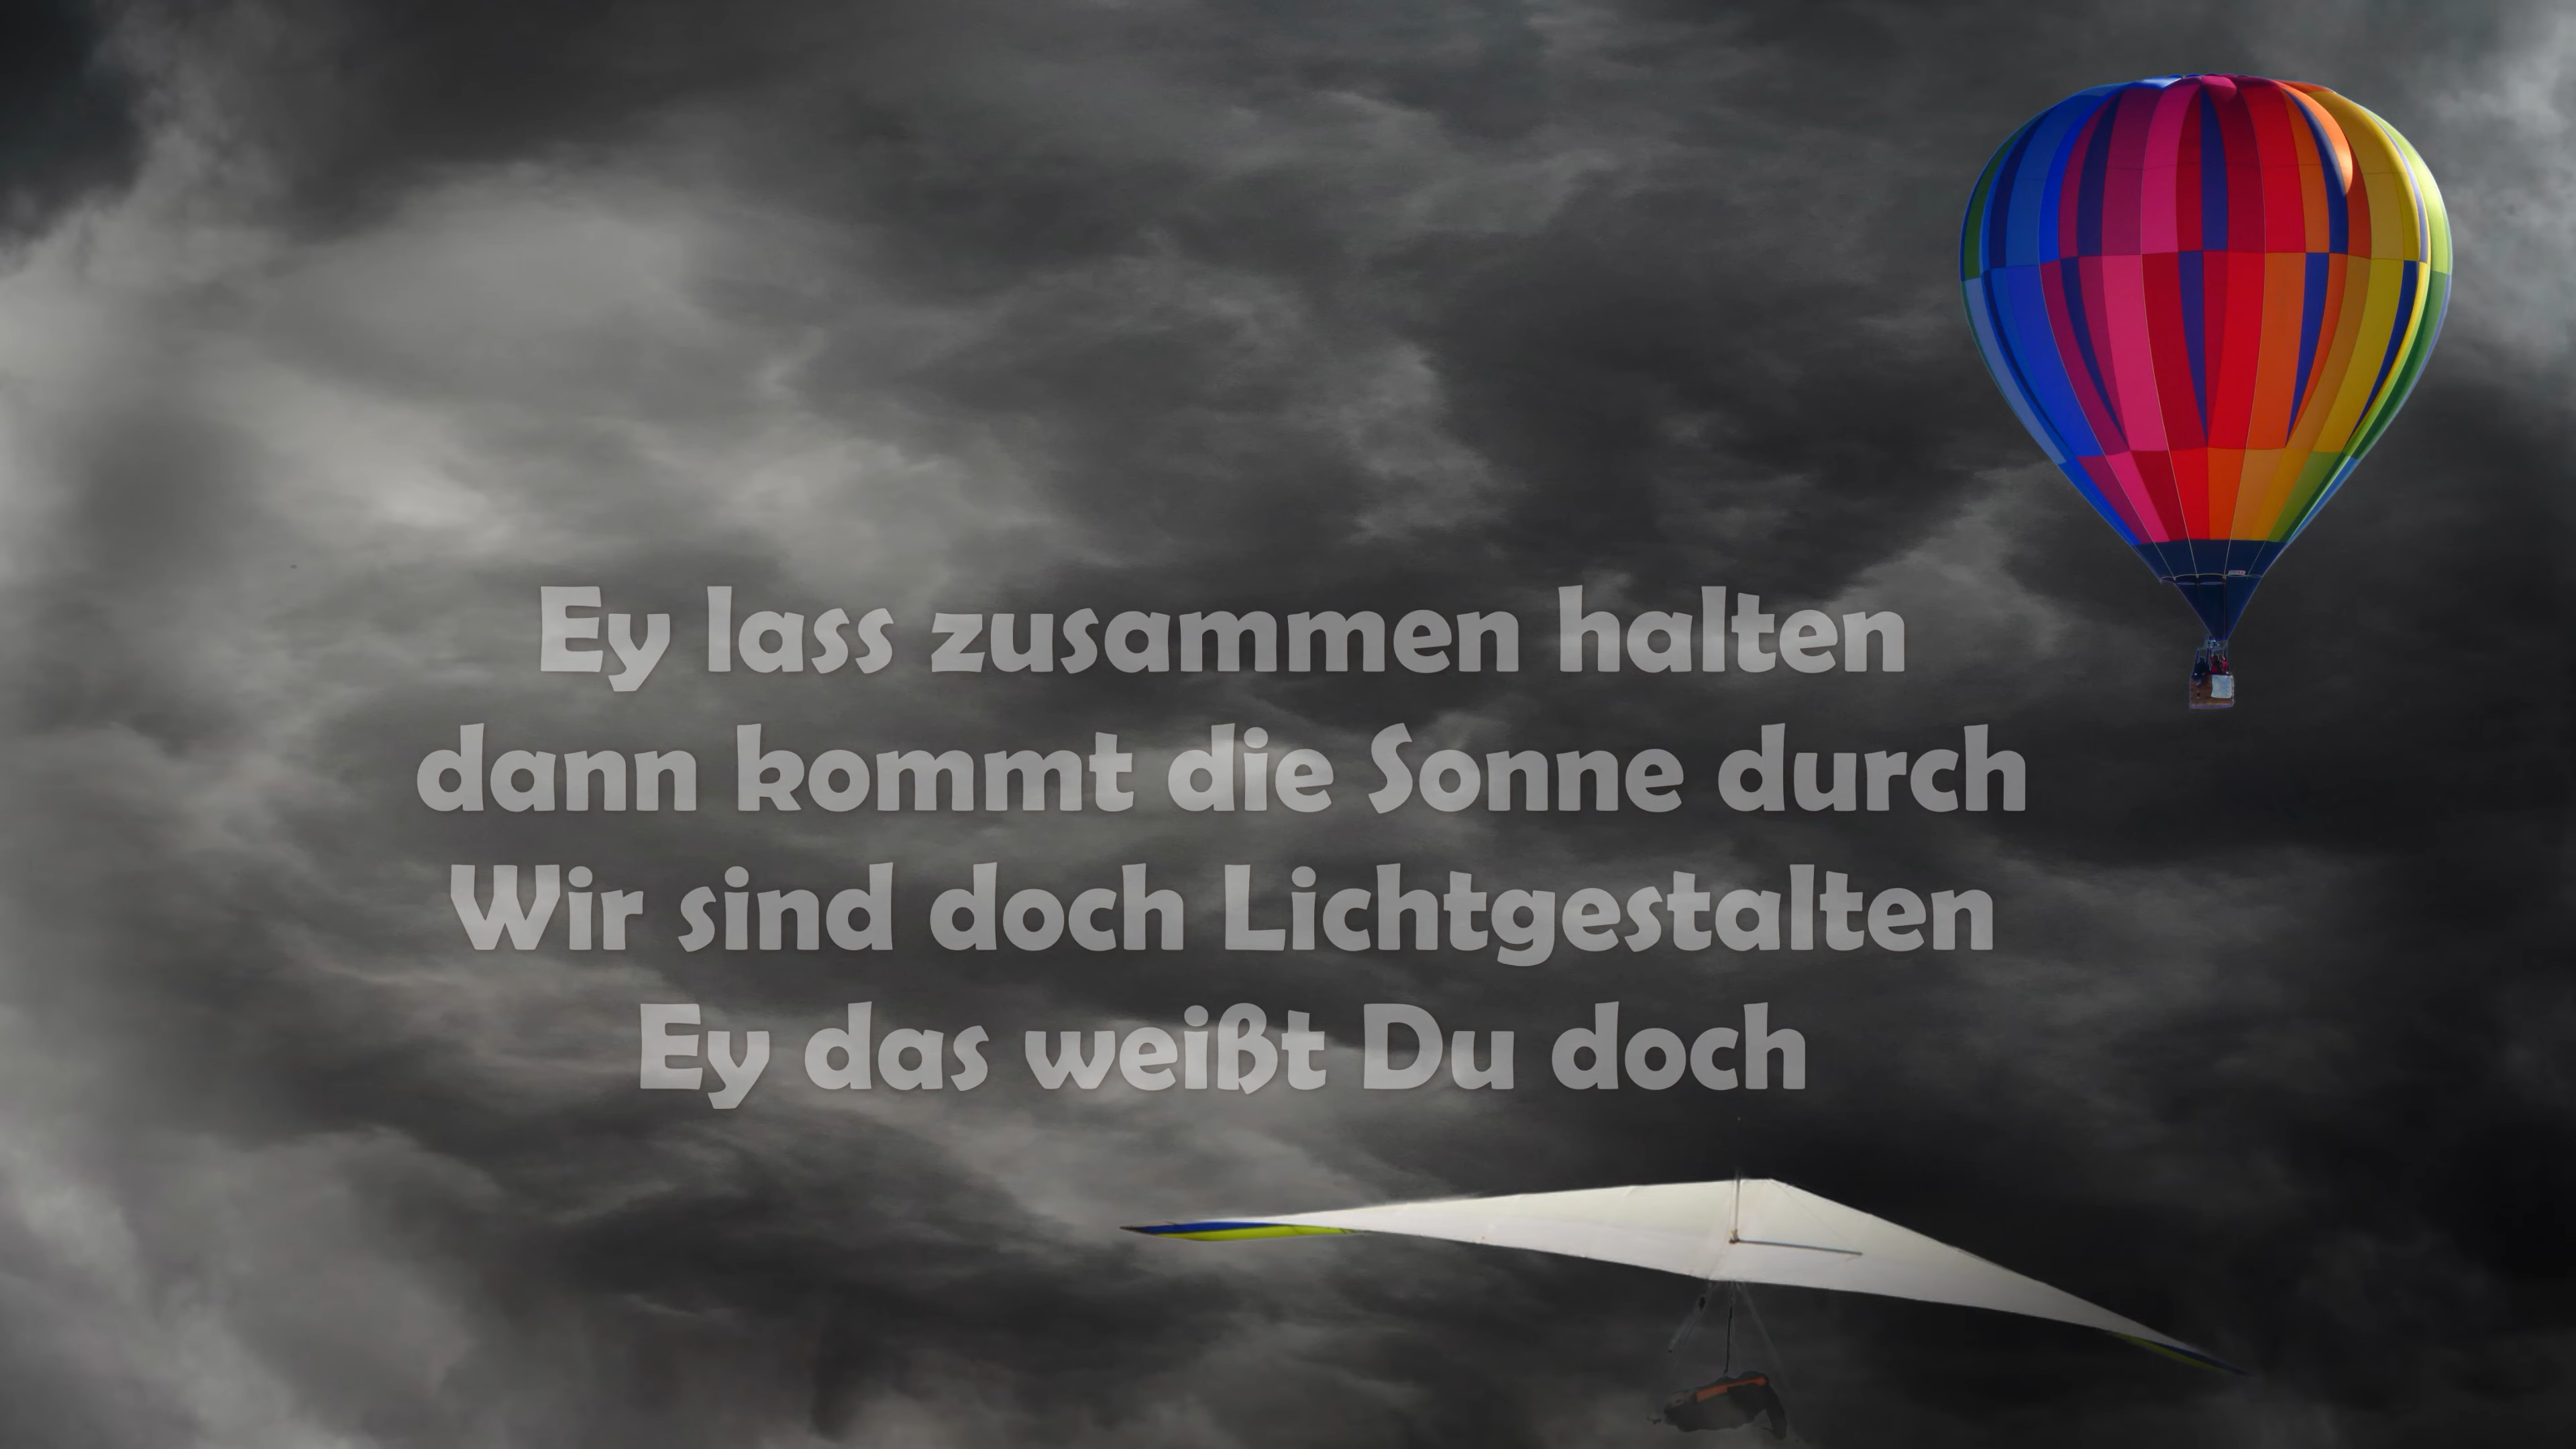 Ey lass zusammen halten
dann kommt die Sonne durch
Wir sind doch Lichtgestalten
Ey das weißt Du doch